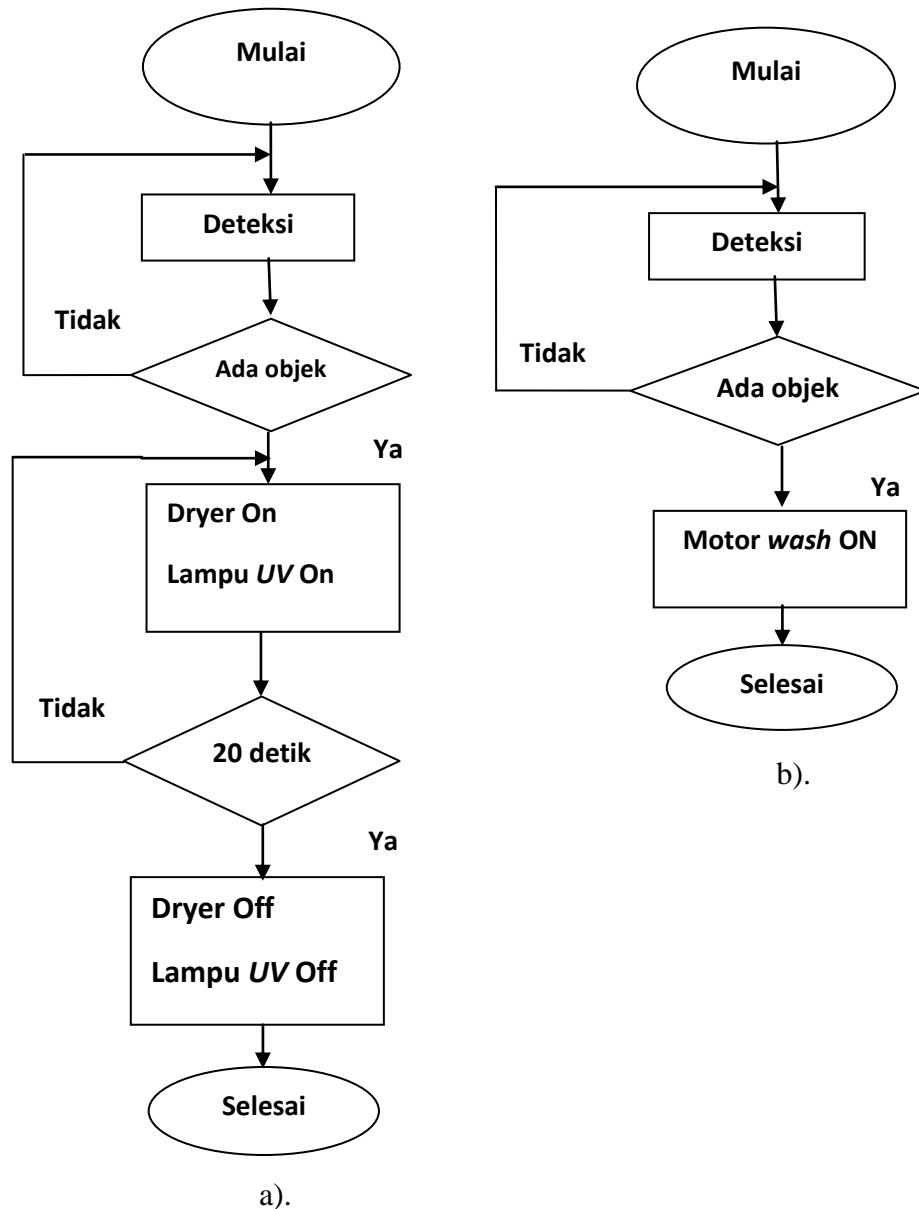 Mulai
Deteksi
Tidak
Ada objek
Ya
Dryer On
Lampu UV On
Tidak
20 detik
Ya
Dryer Off
Lampu UV Off
Selesai
a).
Mulai
Deteksi
Tidak
Ada objek
Ya
Motor wash ON
Selesai
b).